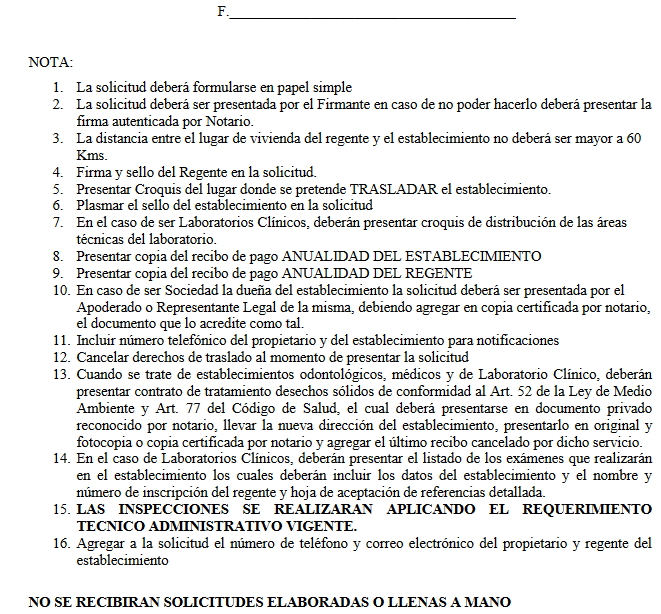 F.
NOTA:
1. La solicitud deberá formularse en papel simple
2. La solicitud deberá ser presentada por el Firmante en caso de no poder hacerlo deberá presentar la
firma autenticada por Notario.
3. La distancia entre el lugar de vivienda del regente y el establecimiento no deberá ser mayor a 60
Kms.
4. Firma y sello del Regente en la solicitud.
5. Presentar Croquis del lugar donde se pretende TRASLADAR el establecimiento.
6. Plasmar el sello del establecimiento en la solicitud
7. En el caso de ser Laboratorios Clínicos, deberán presentar croquis de distribución de las áreas
técnicas del laboratorio.
8. Presentar copia del recibo de pago ANUALIDAD DEL ESTABLECIMIENTO
9. Presentar copia del recibo de pago ANUALIDAD DEL REGENTE
10. En caso de ser Sociedad la dueña del establecimiento la solicitud deberá ser presentada por el
Apoderado o Representante Legal de la misma, debiendo agregar en copia certificada por notario,
el documento que lo acredite como tal.
11. Incluir número telefónico del propietario y del establecimiento para notificaciones
12. Cancelar derechos de traslado al momento de presentar la solicitud
13. Cuando se trate de establecimientos odontológicos, médicos y de Laboratorio Clínico, deberán
presentar contrato de tratamiento desechos sólidos de conformidad al Art. 52 de la Ley de Medio
Ambiente y Art. 77 del Código de Salud, el cual deberá presentarse en documento privado
reconocido por notario, llevar la nueva dirección del establecimiento, presentarlo en original y
fotocopia o copia certificada por notario y agregar el último recibo cancelado por dicho servicio.
14. En el caso de Laboratorios Clínicos, deberán presentar el listado de los exámenes que realizarán
en el establecimiento los cuales deberán incluir los datos del establecimiento y el nombre y
número de inscripción del regente y hoja de aceptación de referencias detallada.
15. LAS INSPECCIONES SE REALIZARAN APLICANDO EL REQUERIMIENTO
TECNICO ADMINISTRATIVO VIGENTE.
16. Agregar a la solicitud el número de teléfono y correo electrónico del propietario y regente del
establecimiento
NO SE RECIBIRAN SOLICITUDES ELABORADAS O LLENAS A MANO